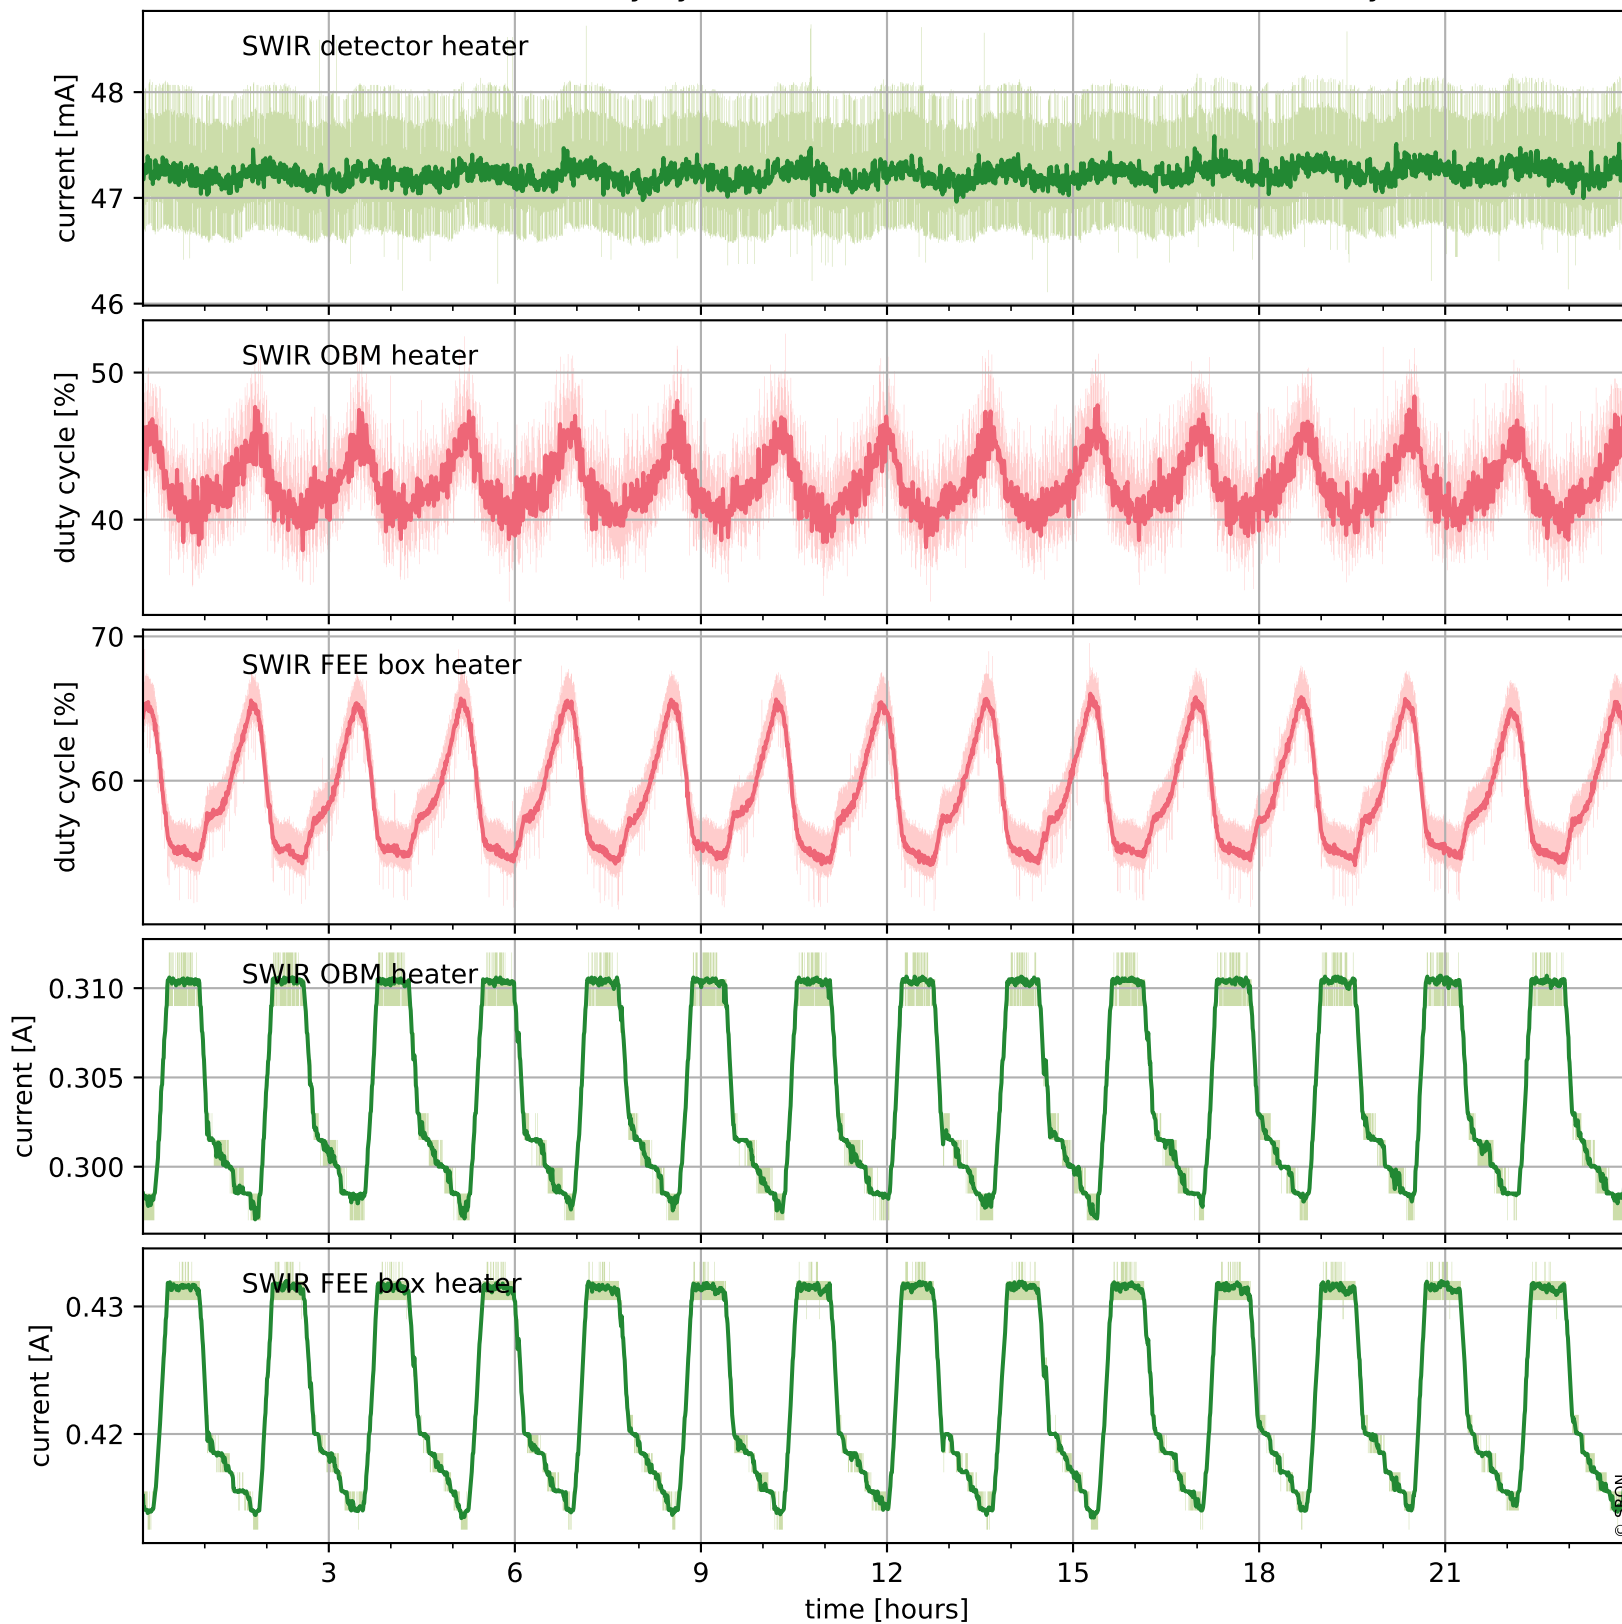 SWIR detector heater
current [mA]
48
47
46
SWIR OBM heater
duty cycle [%]
50
40
SWIR FEE box heater
duty cycle [%]
70
60
SWIR OBM heater
current [A]
0.310
0.305
0.300
SWIR FEE box heater
current [A]
0.43
0.42
3 6 9 12 15 18 21
time [hours]
© SRON